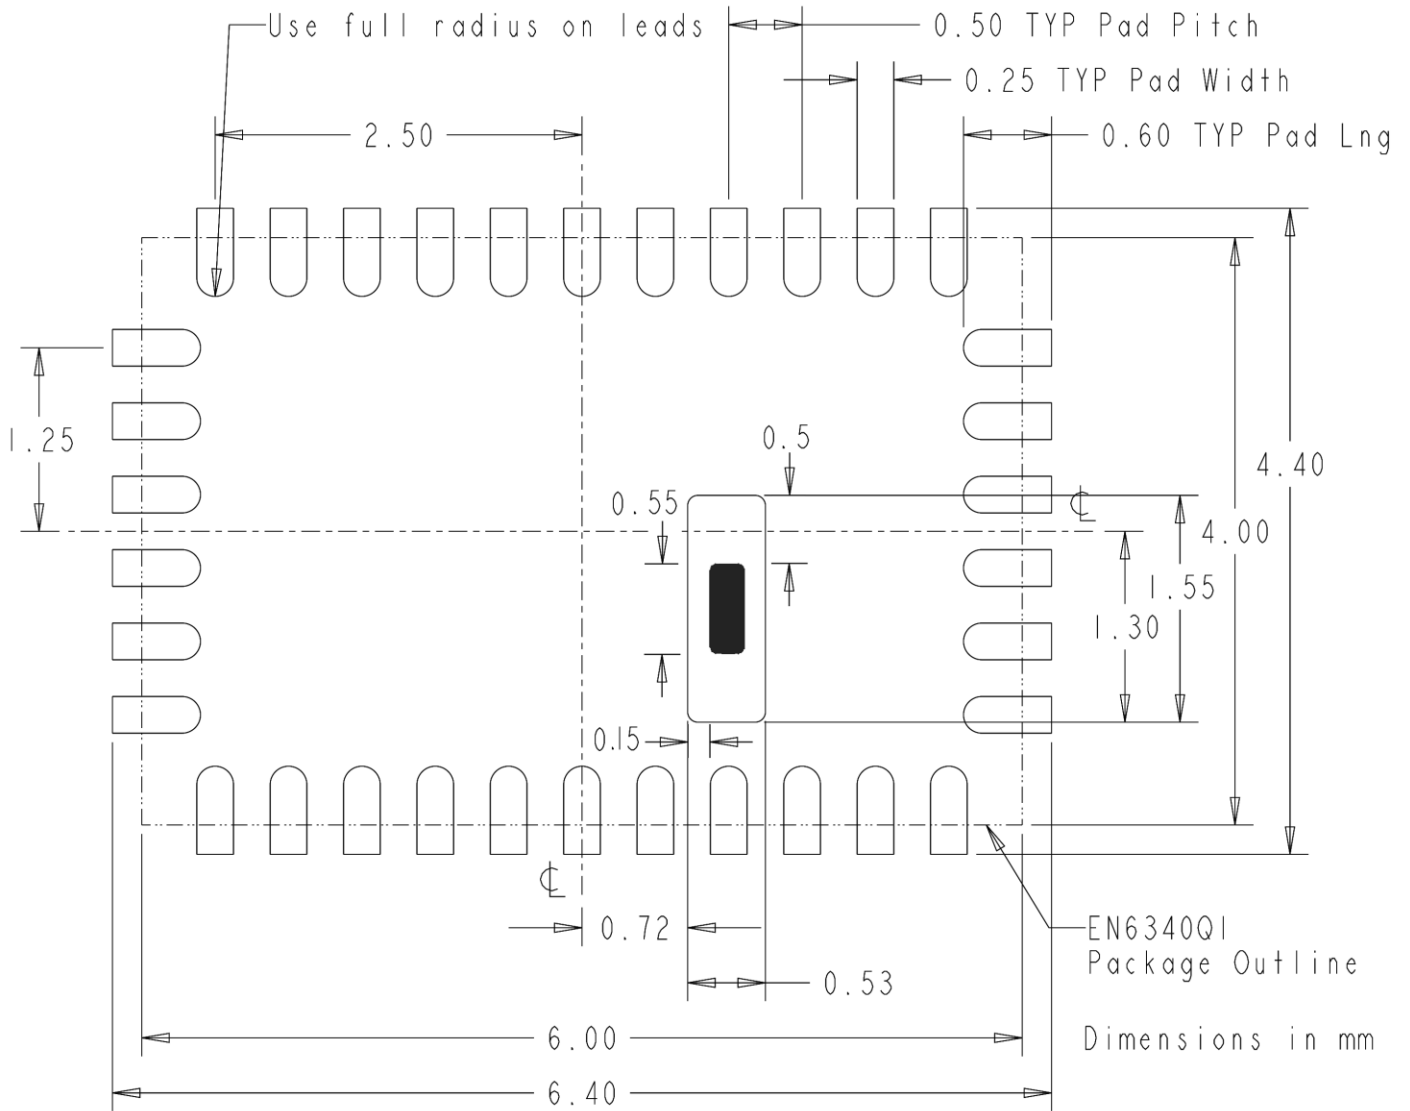 Use full radius on leads
0.50 TYP Pad Pitch
0.25 TYP Pad Width
2.50
0.60 TYP Pad Lng
1.25
0.5
0.55
4.40
4.00
1.55
1.30
0.15
0.72
EN6340QI
Package Outline
0.53
6.00
Dimensions in mm
6.40